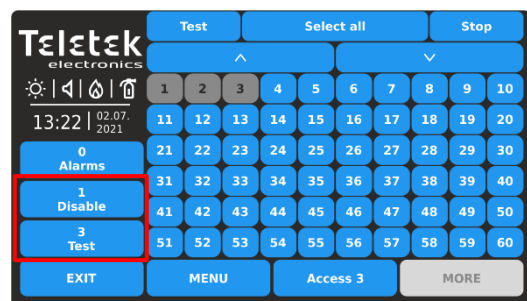 Teletek
electronics
13:22 | 02.07.
2021
0
Alarms
1
Disable
3
Test
EXIT
Test Select all Stop
1 2 3 4 5 6 7 8 9 10
11 12 13 14 15 16 17 18 19 20
21 22 23 24 25 26 27 28 29 30
31 32 33 34 35 36 37 38 39 40
41 42 43 44 45 46 47 48 49 50
51 52 53 54 55 56 57 58 59 60
MENU Access 3 MORE